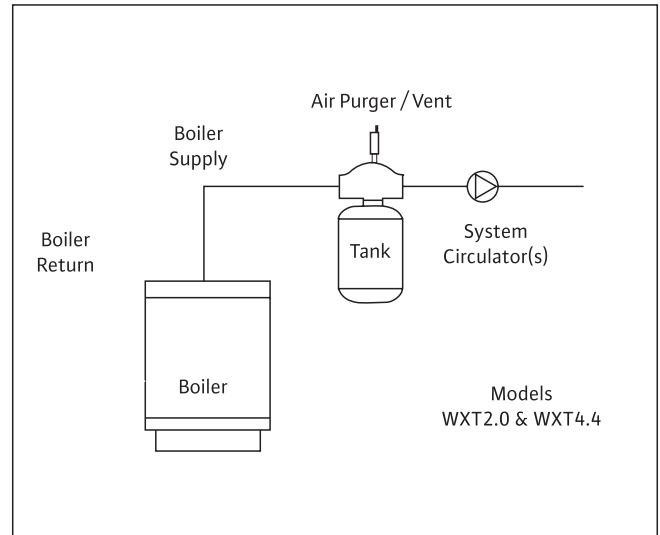 Air Purger / Vent
Boiler
Supply
Boiler
Return
Tank
System
Circulator(s)
Boiler
Models
WXT2.0 & WXT4.4